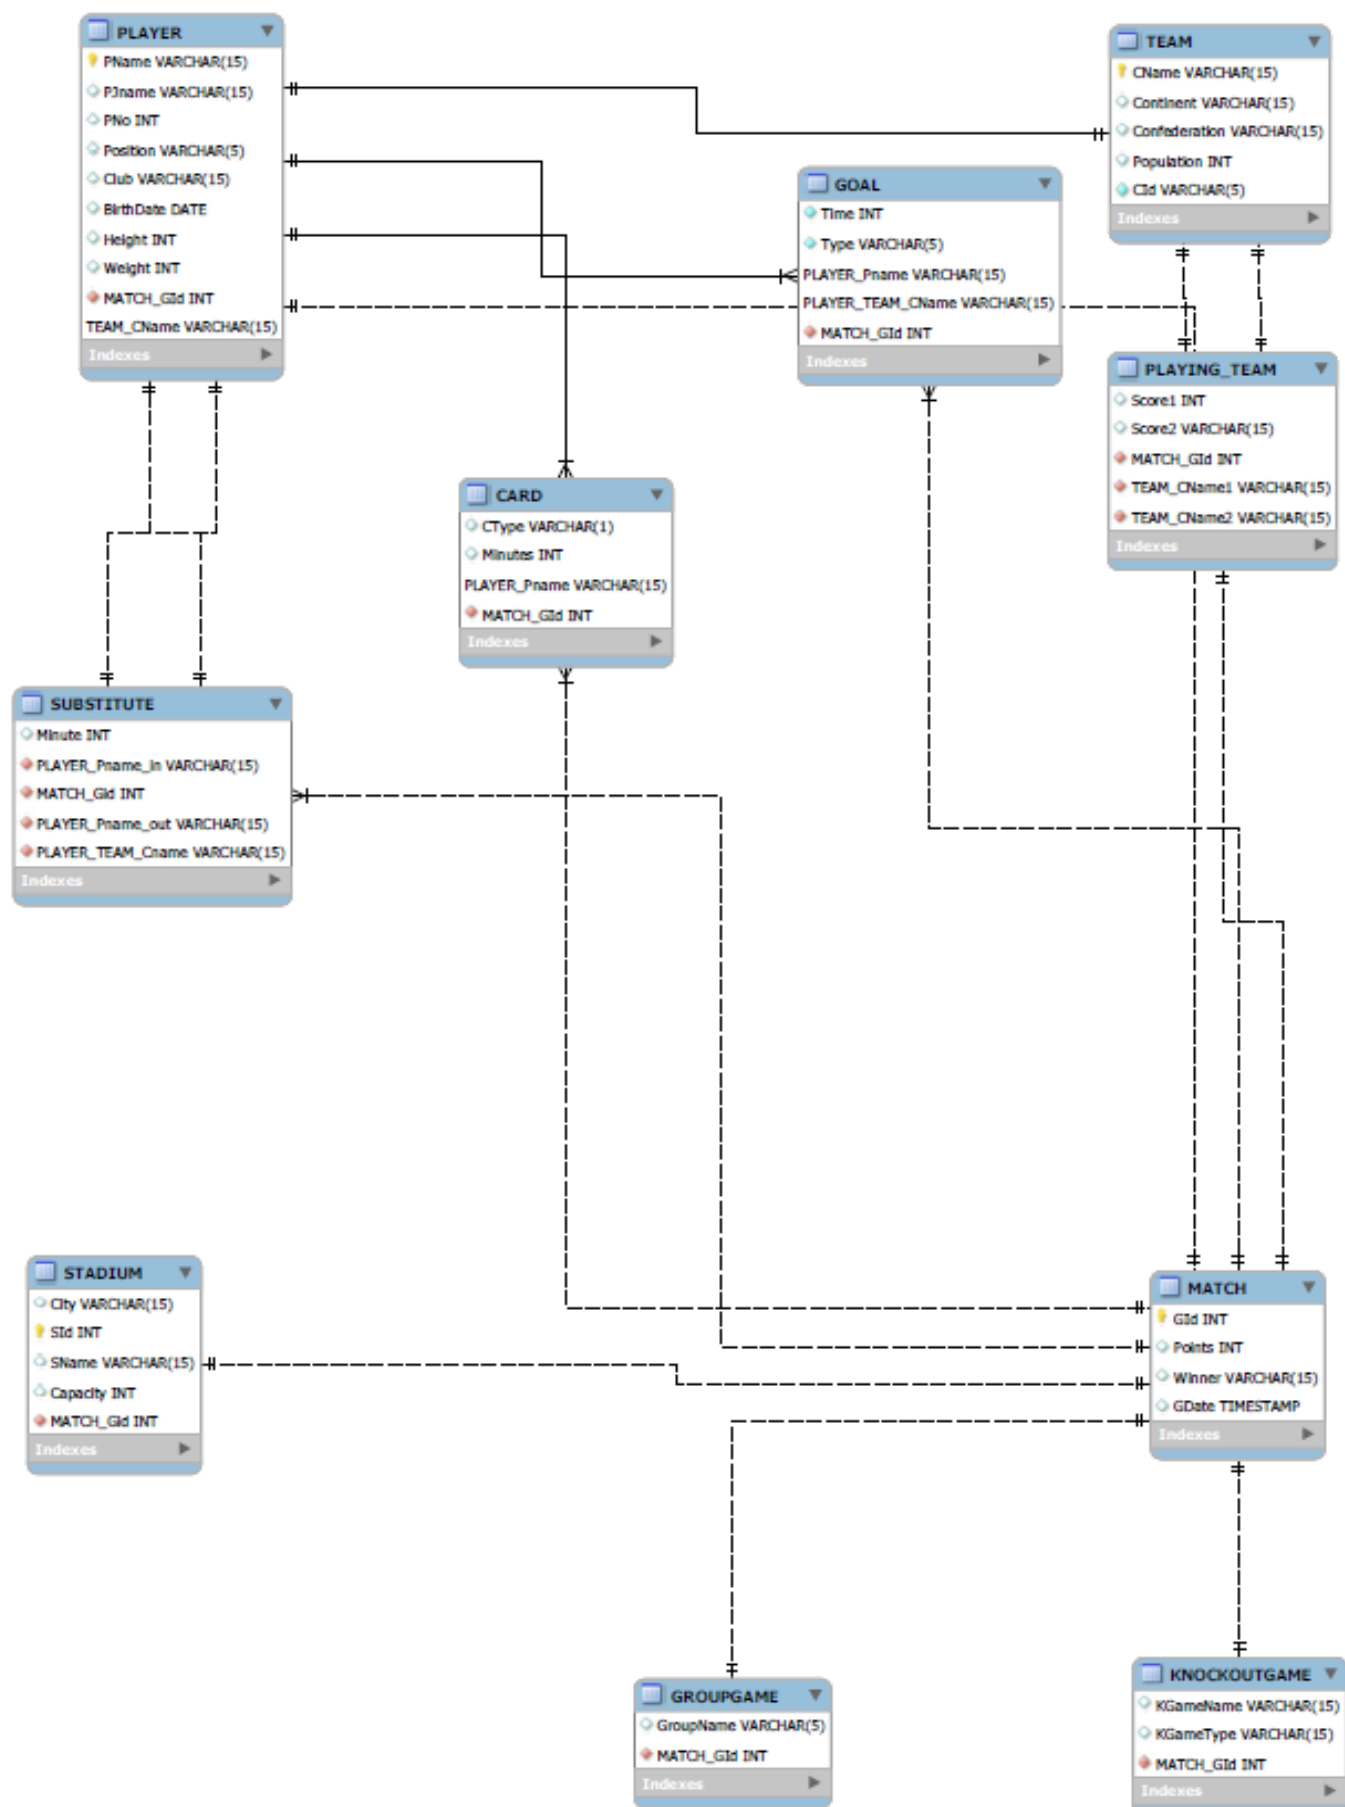 PLAYER
PName VARCHAR(15)
PJname VARCHAR(15)
PNo INT
Position VARCHAR(5)
Club VARCHAR(15)
BirthDate DATE
Height INT
Weight INT
MATCH_GId INT
TEAM_CName VARCHAR(15)
Indexes
TEAM
CName VARCHAR(15)
Continent VARCHAR(15)
Confederation VARCHAR(15)
Population INT
CId VARCHAR(5)
Indexes
GOAL
Time INT
Type VARCHAR(5)
PLAYER_Pname VARCHAR(15)
PLAYER_TEAM_CName VARCHAR(15)
MATCH_GId INT
Indexes
PLAYING_TEAM
Score1 INT
Score2 VARCHAR(15)
MATCH_GId INT
TEAM_CName1 VARCHAR(15)
TEAM_CName2 VARCHAR(15)
Indexes
CARD
CType VARCHAR(1)
Minutes INT
PLAYER_Pname VARCHAR(15)
MATCH_GId INT
Indexes
SUBSTITUTE
Minute INT
PLAYER_Pname_in VARCHAR(15)
MATCH_Gid INT
PLAYER_Pname_out VARCHAR(15)
PLAYER_TEAM_Cname VARCHAR(15)
Indexes
STADIUM
City VARCHAR(15)
SId INT
SName VARCHAR(15)
Capacity INT
MATCH_Gid INT
Indexes
MATCH
GId INT
Points INT
Winner VARCHAR(15)
GDate TIMESTAMP
Indexes
GROUPGAME
GroupName VARCHAR(5)
MATCH_GId INT
Indexes
KNOCKOUTGAME
KGameName VARCHAR(15)
KGameType VARCHAR(15)
MATCH_GId INT
Indexes